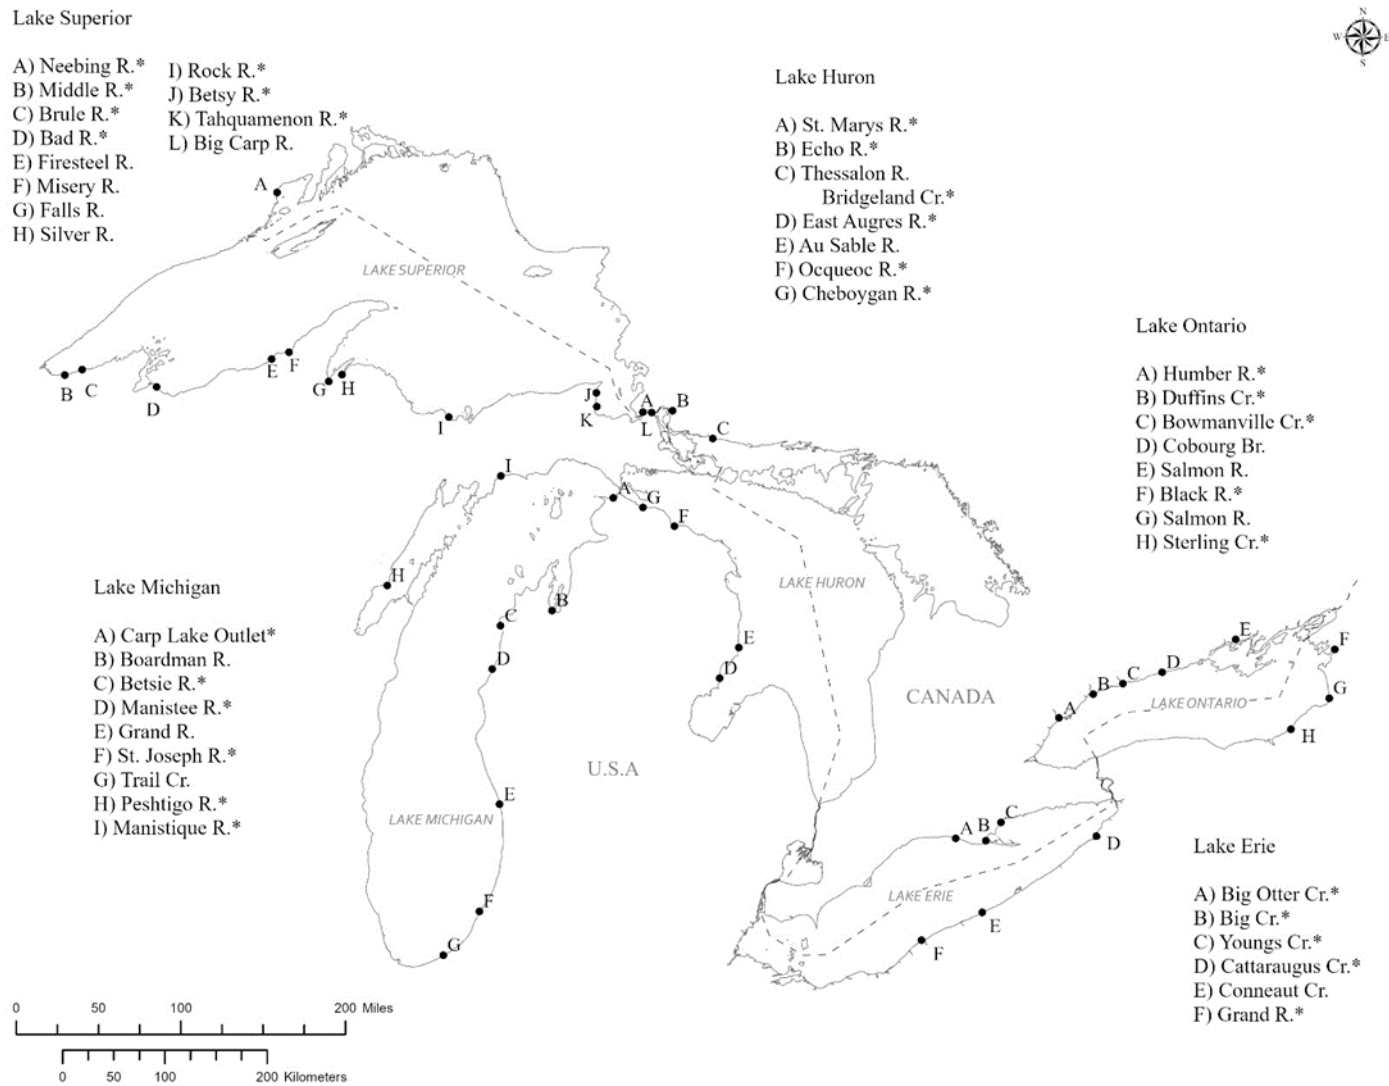 Lake Superior
A) Neebing R.*
B) Middle R.*
C) Brule R.*
D) Bad R.*
E) Firesteel R.
F) Misery R.
G) Falls R.
H) Silver R.
I) Rock R.*
J) Betsy R.*
K) Tahquamenon R.*
L) Big Carp R.
N
W
E
S
Lake Huron
A) St. Marys R.*
B) Echo R.*
C) Thessalon R.
Bridgeland Cr.*
D) East Augres R.*
E) Au Sable R.
F) Ocqueoc R.*
G) Cheboygan R.*
Lake Ontario
A) Humber R.*
B) Duffins Cr.*
C) Bowmanville Cr.*
D) Cobourg Br.
E) Salmon R.
F) Black R.*
G) Salmon R.
H) Sterling Cr.*
Lake Michigan
A) Carp Lake Outlet*
B) Boardman R.
C) Betsie R.*
D) Manistee R.*
E) Grand R.
F) St. Joseph R.*
G) Trail Cr.
H) Peshtigo R.*
I) Manistique R.*
Lake Erie
A) Big Otter Cr.*
B) Big Cr.*
C) Youngs Cr.*
D) Cattaraugus Cr.*
E) Conneaut Cr.
F) Grand R.*
LAKE SUPERIOR
A
B
C
D
E
F
G
H
I
J
K
L
LAKE HURON
A
B
C
D
E
F
G
LAKE MICHIGAN
A
B
C
D
E
F
G
H
I
U.S.A
CANADA
LAKE ONTARIO
A
B
C
D
E
F
G
H
LAKE ERIE
A
B
C
D
E
F
0 50 100 200 Miles
0 50 100 200 Kilometers